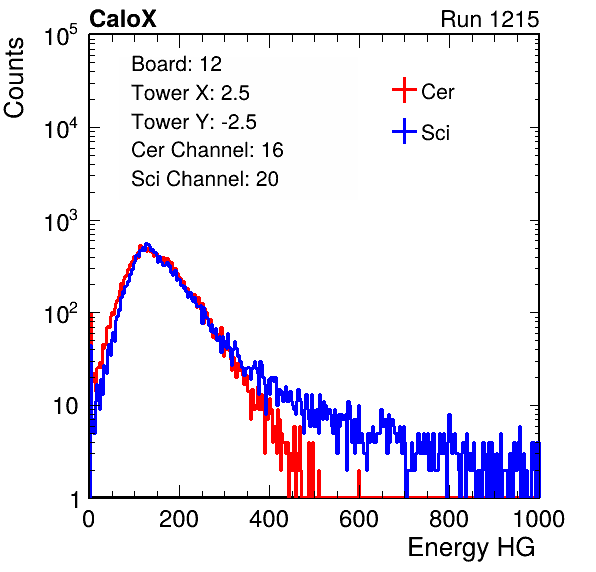 CaloX Run 1215
Counts
10^5
10^4
10^3
10^2
10
1
Board: 12
Tower X: 2.5
Tower Y: -2.5
Cer Channel: 16
Sci Channel: 20
Cer
Sci
0 200 400 600 800 1000
Energy HG